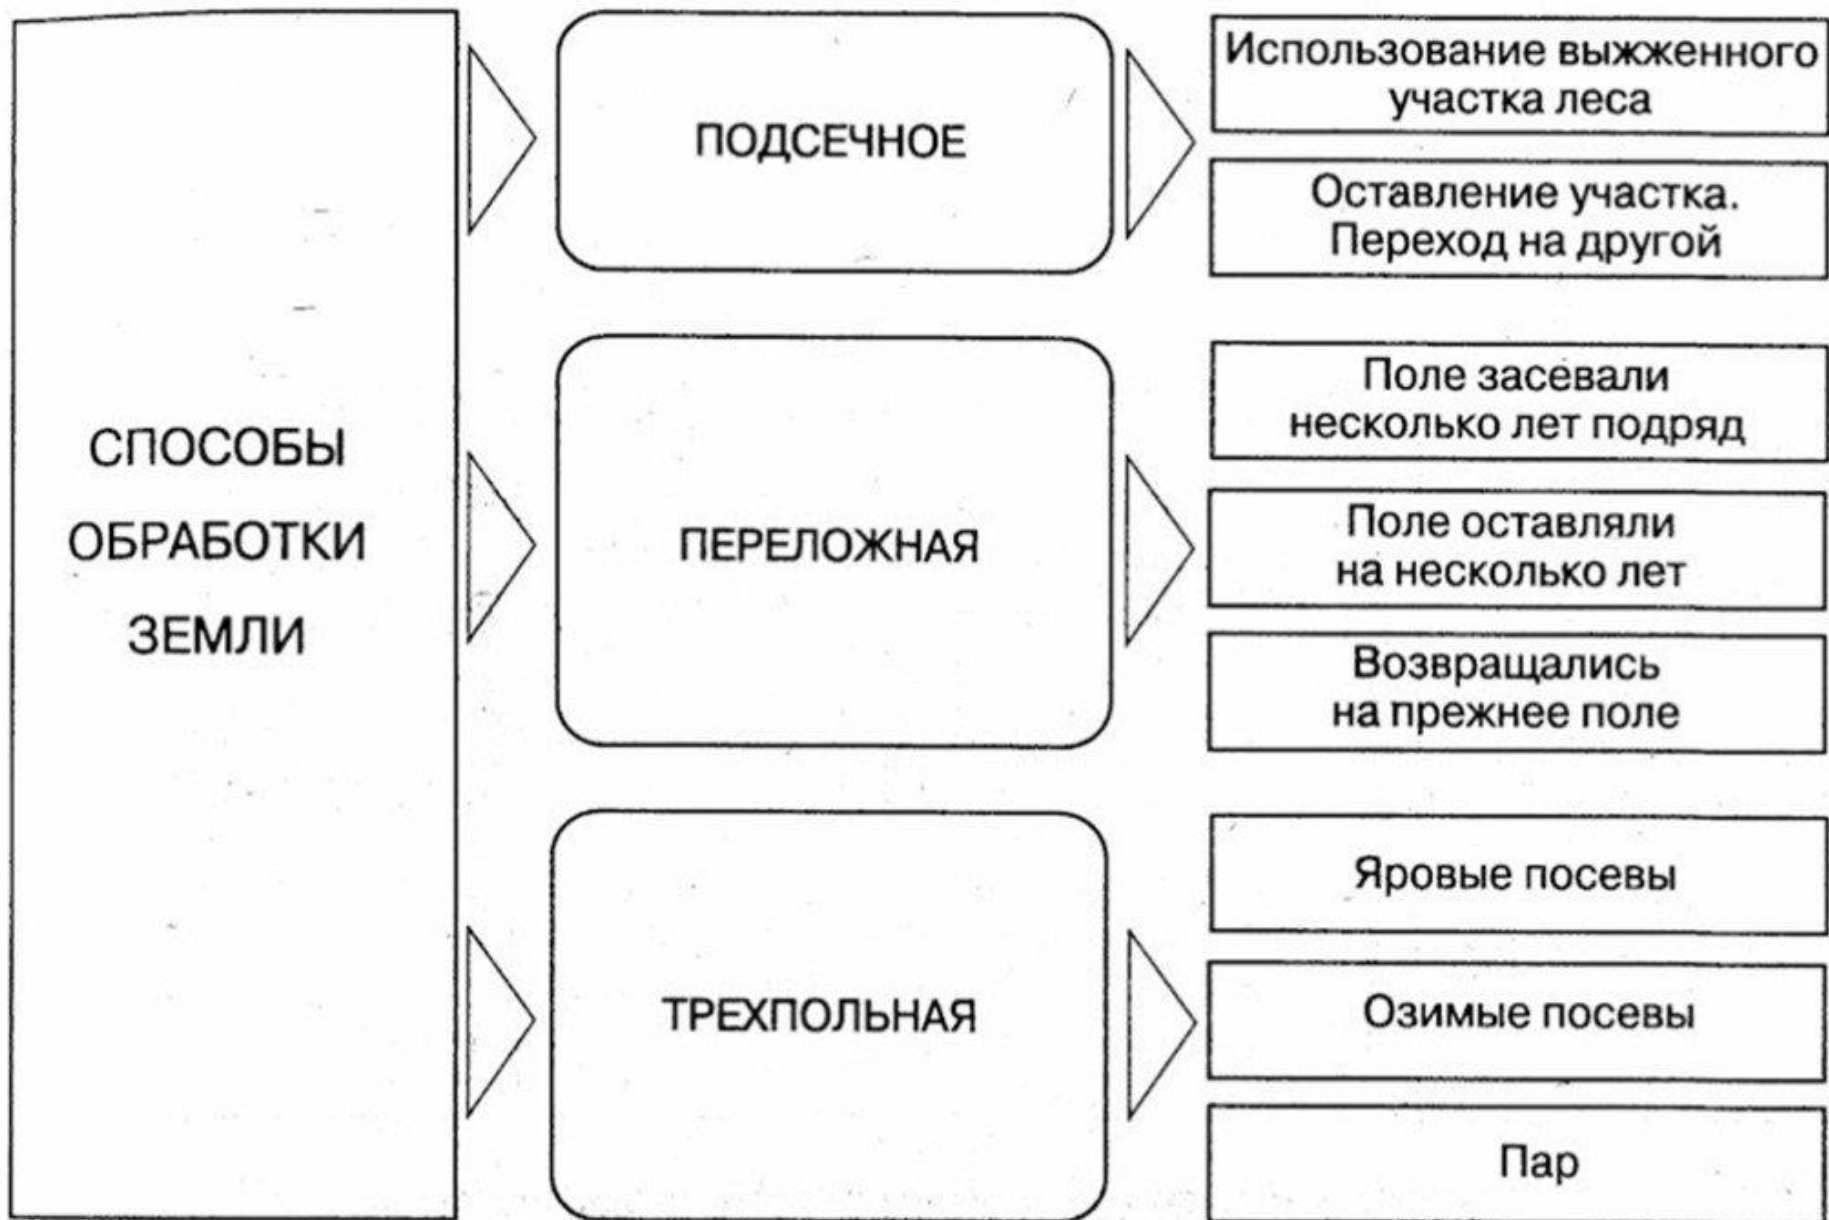 СПОСОБЫ
ОБРАБОТКИ
ЗЕМЛИ
ПОДСЕЧНОЕ
Использование выжженного
участка леса
Оставление участка.
Переход на другой
ПЕРЕЛОЖНАЯ
Поле засевали
несколько лет подряд
Поле оставляли
на несколько лет
Возвращались
на прежнее поле
ТРЕХПОЛЬНАЯ
Яровые посевы
Озимые посевы
Пар